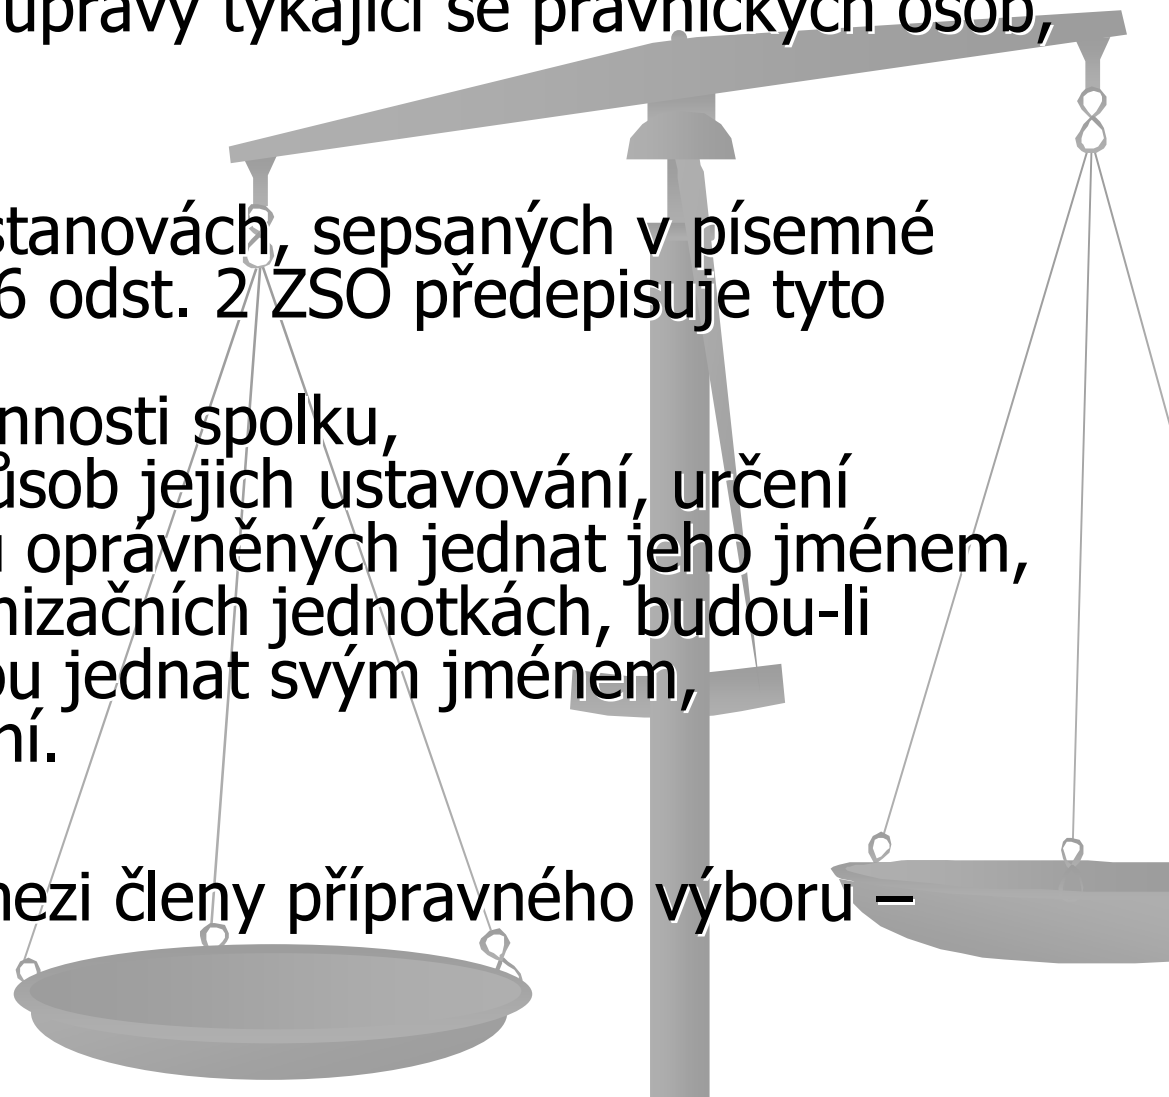 úpravy týkající se právnických osob,
stanovách, sepsaných v písemné
6 odst. 2 ZSO předepisuje tyto
nnosti spolku,
ůsob jejich ustavování, určení
oprávněných jednat jeho jménem,
nizačních jednotkách, budou-li
ou jednat svým jménem,
ní.
mezi členy přípravného výboru –